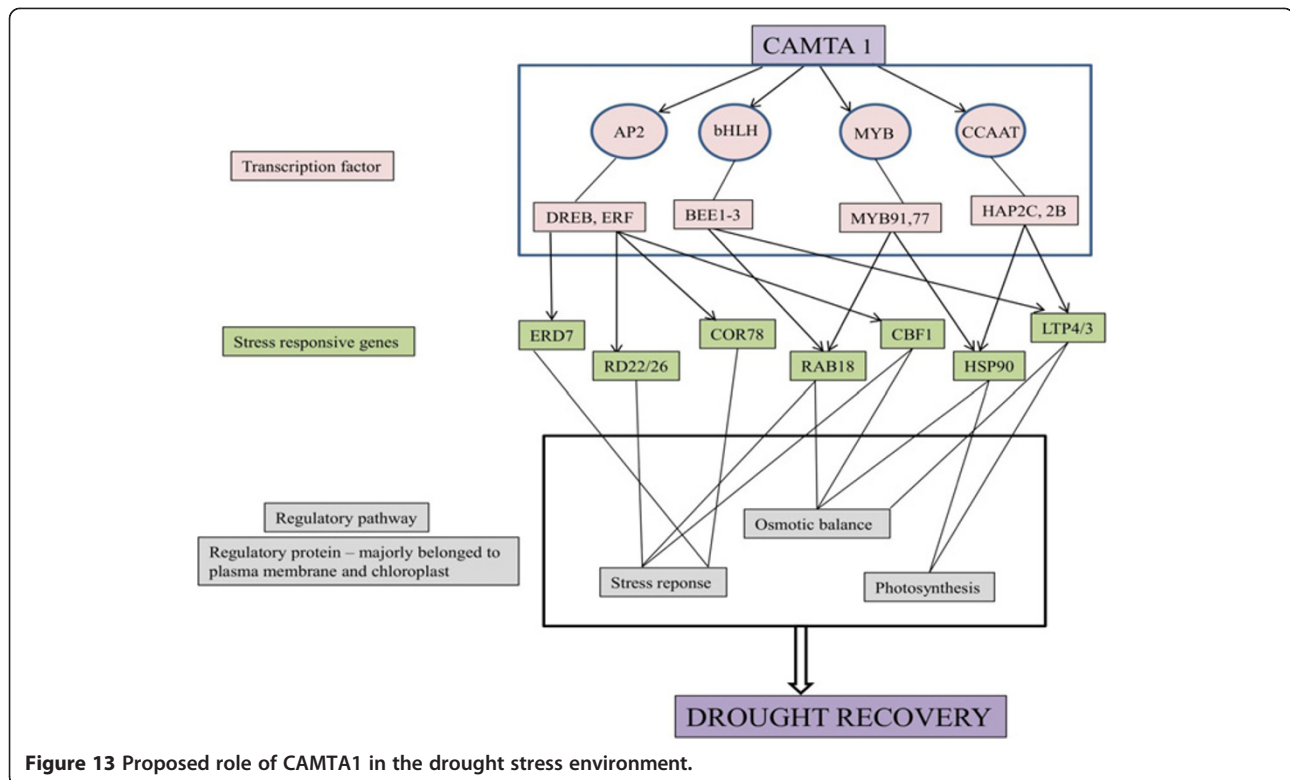 CAMTA 1
AP2
bHLH
MYB
CCAAT
Transcription factor
DREB, ERF
BEE1-3
MYB91,77
HAP2C, 2B
Stress responsive genes
ERD7
RD22/26
COR78
RAB18
CBF1
HSP90
LTP4/3
Regulatory pathway
Regulatory protein – majorly belonged to
plasma membrane and chloroplast
Osmotic balance
Stress reponse
Photosynthesis
DROUGHT RECOVERY
Figure 13 Proposed role of CAMTA1 in the drought stress environment.